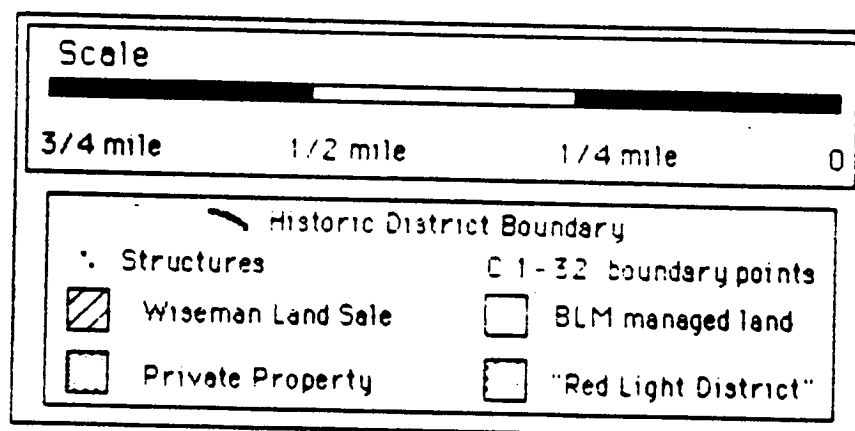 Scale
3/4 mile 1/2 mile 1/4 mile 0
Historic District Boundary
Structures C 1-32 boundary points
Wiseman Land Sale BLM managed land
Private Property "Red Light District"